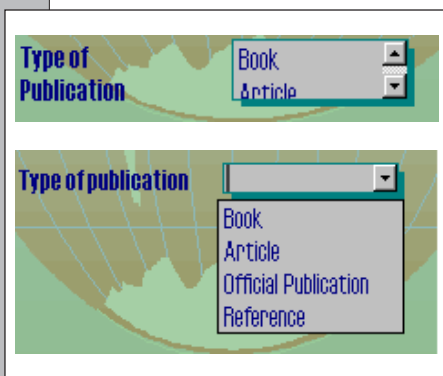 Type of
Publication
Book
Article
Type of publication
Book
Article
Official Publication
Reference